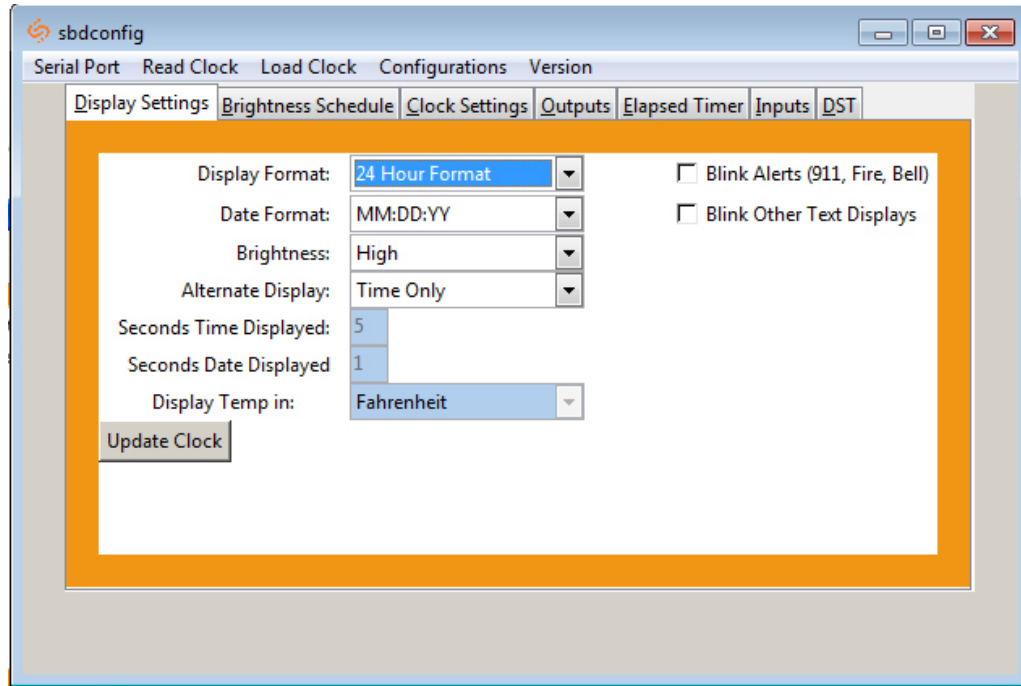 sbdconfig
Serial Port Read Clock Load Clock Configurations Version
Display Settings Brightness Schedule Clock Settings Outputs Elapsed Timer Inputs DST
Display Format: 24 Hour Format Blink Alerts (911, Fire, Bell)
Date Format: MM:DD:YY Blink Other Text Displays
Brightness: High
Alternate Display: Time Only
Seconds Time Displayed: 5
Seconds Date Displayed 1
Display Temp in: Fahrenheit
Update Clock